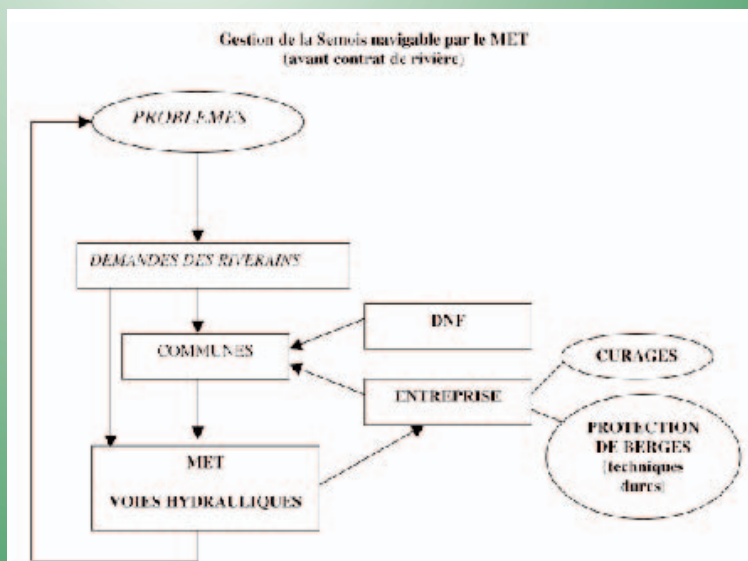 Gestion de la Semois navigable par le MET
(avant contrat de rivière)
PROBLEMES
DEMANDES DES RIVERAINS
DNF
COMMUNES
CURAGES
ENTREPRISE
PROTECTION
DE BERGES
(techniques
dures)
MET
VOIES HYDRAULIQUES